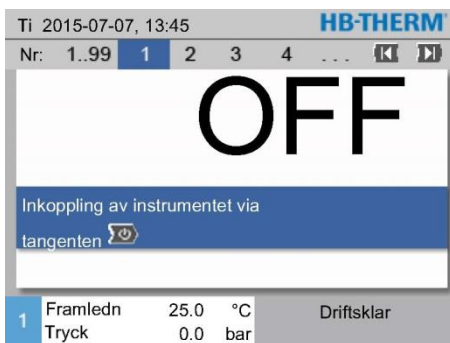 Ti 2015-07-07, 13:45 HB-THERM®
Nr: 1..99 1 2 3 4 ...
OFF
Inkoppling av instrumentet via
tangenten
1 Framledn 25.0 °C Driftsklar
Tryck 0.0 bar